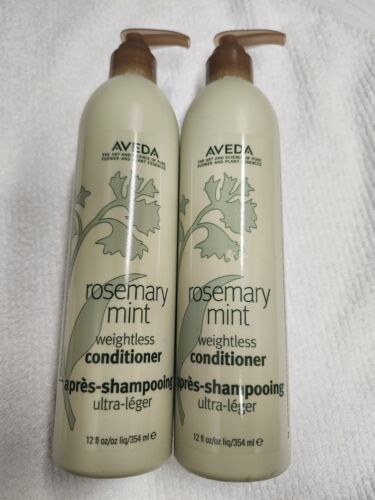 AVEDA
THE ART AND SCIENCE OF PURE
FLOWER AND PLANT ESSENCES
rosemary
mint
weightless
conditioner
après-shampooing
ultra-léger
12 fl oz/oz liq/354 ml e
AVEDA
THE ART AND SCIENCE OF PURE
FLOWER AND PLANT ESSENCES
rosemary
mint
weightless
conditioner
après-shampooing
ultra-léger
12 fl oz/oz liq/354 ml e